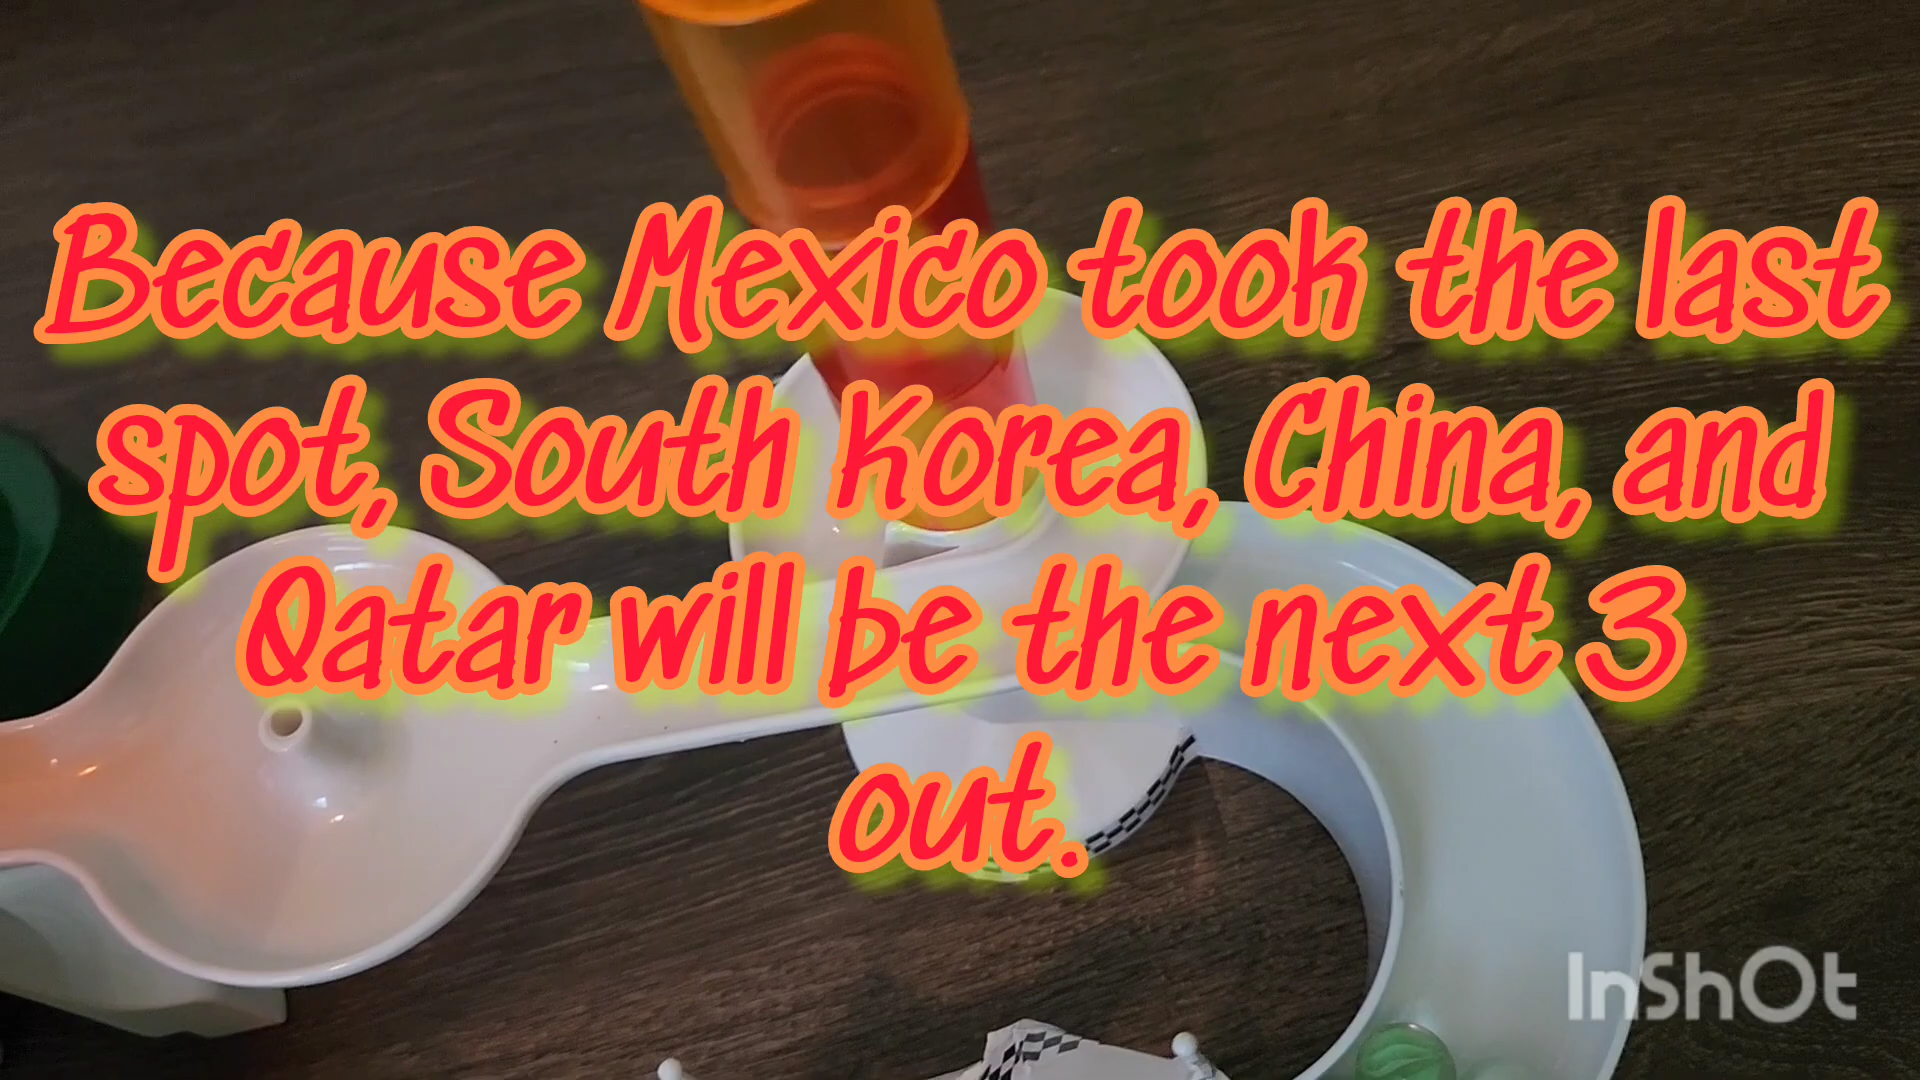 Because Mexico took the last
spot, South Korea, China, and
Qatar will be the next 3
out.
InShOt